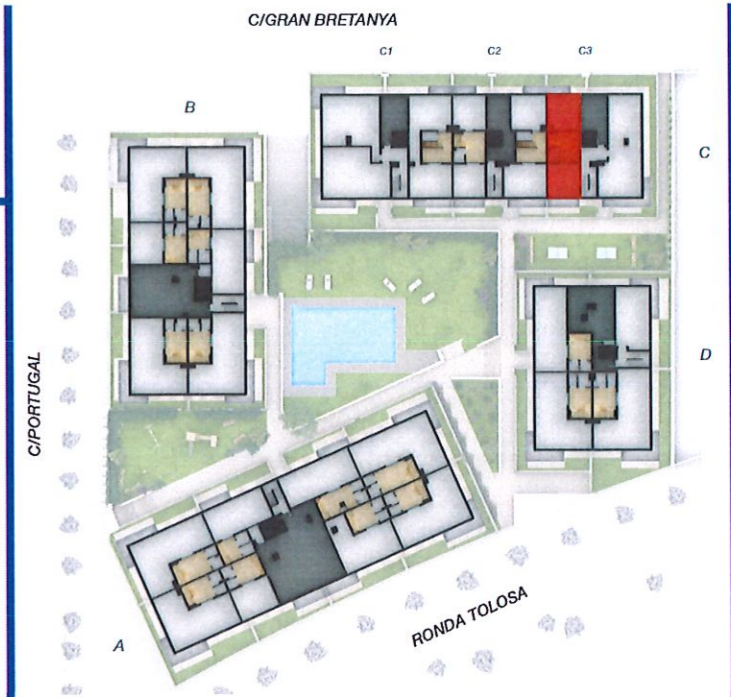 C/GRAN BRETANYA
C1
C2
C3
B
C
C/PORTUGAL
D
RONDA TOLOSA
A